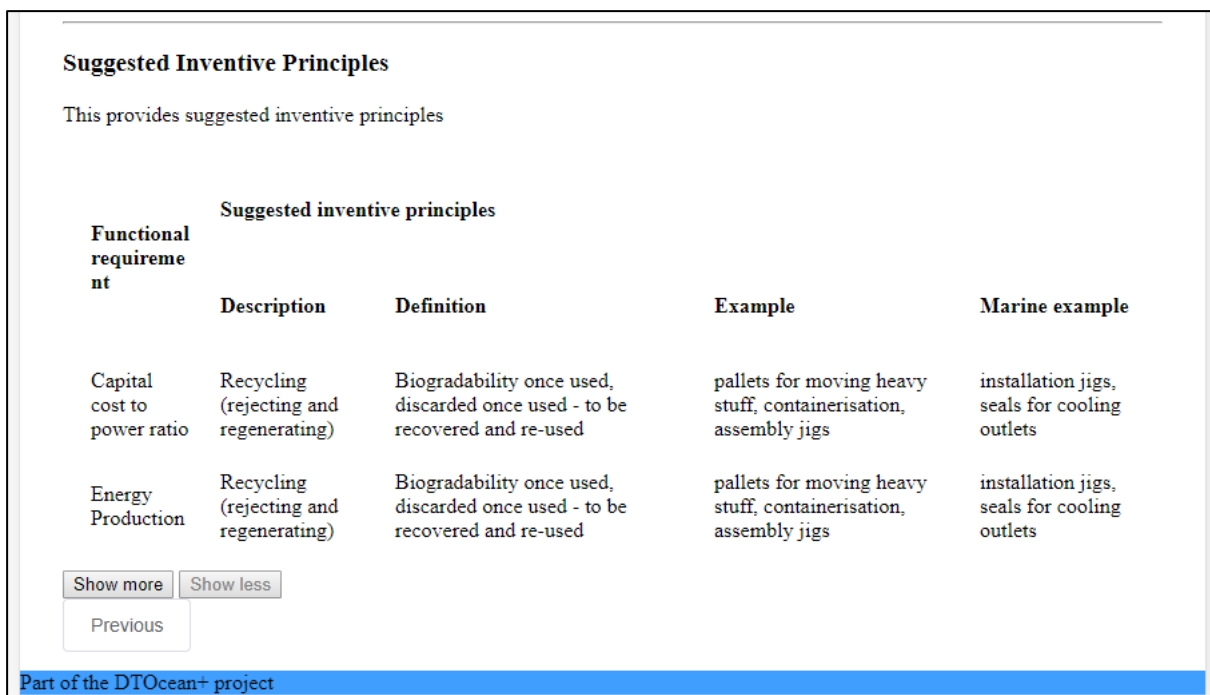 Suggested Inventive Principles
This provides suggested inventive principles
Suggested inventive principles
Functional
requireme
nt
Description Definition Example Marine example
Capital Recycling Biogradability once used, pallets for moving heavy installation jigs,
cost to (rejecting and discarded once used - to be stuff, containerisation, seals for cooling
power ratio regenerating) recovered and re-used assembly jigs outlets
Energy Recycling Biogradability once used, pallets for moving heavy installation jigs,
Production (rejecting and discarded once used - to be stuff, containerisation, seals for cooling
regenerating) recovered and re-used assembly jigs outlets
Show more Show less
Previous
Part of the DTOcean+ project